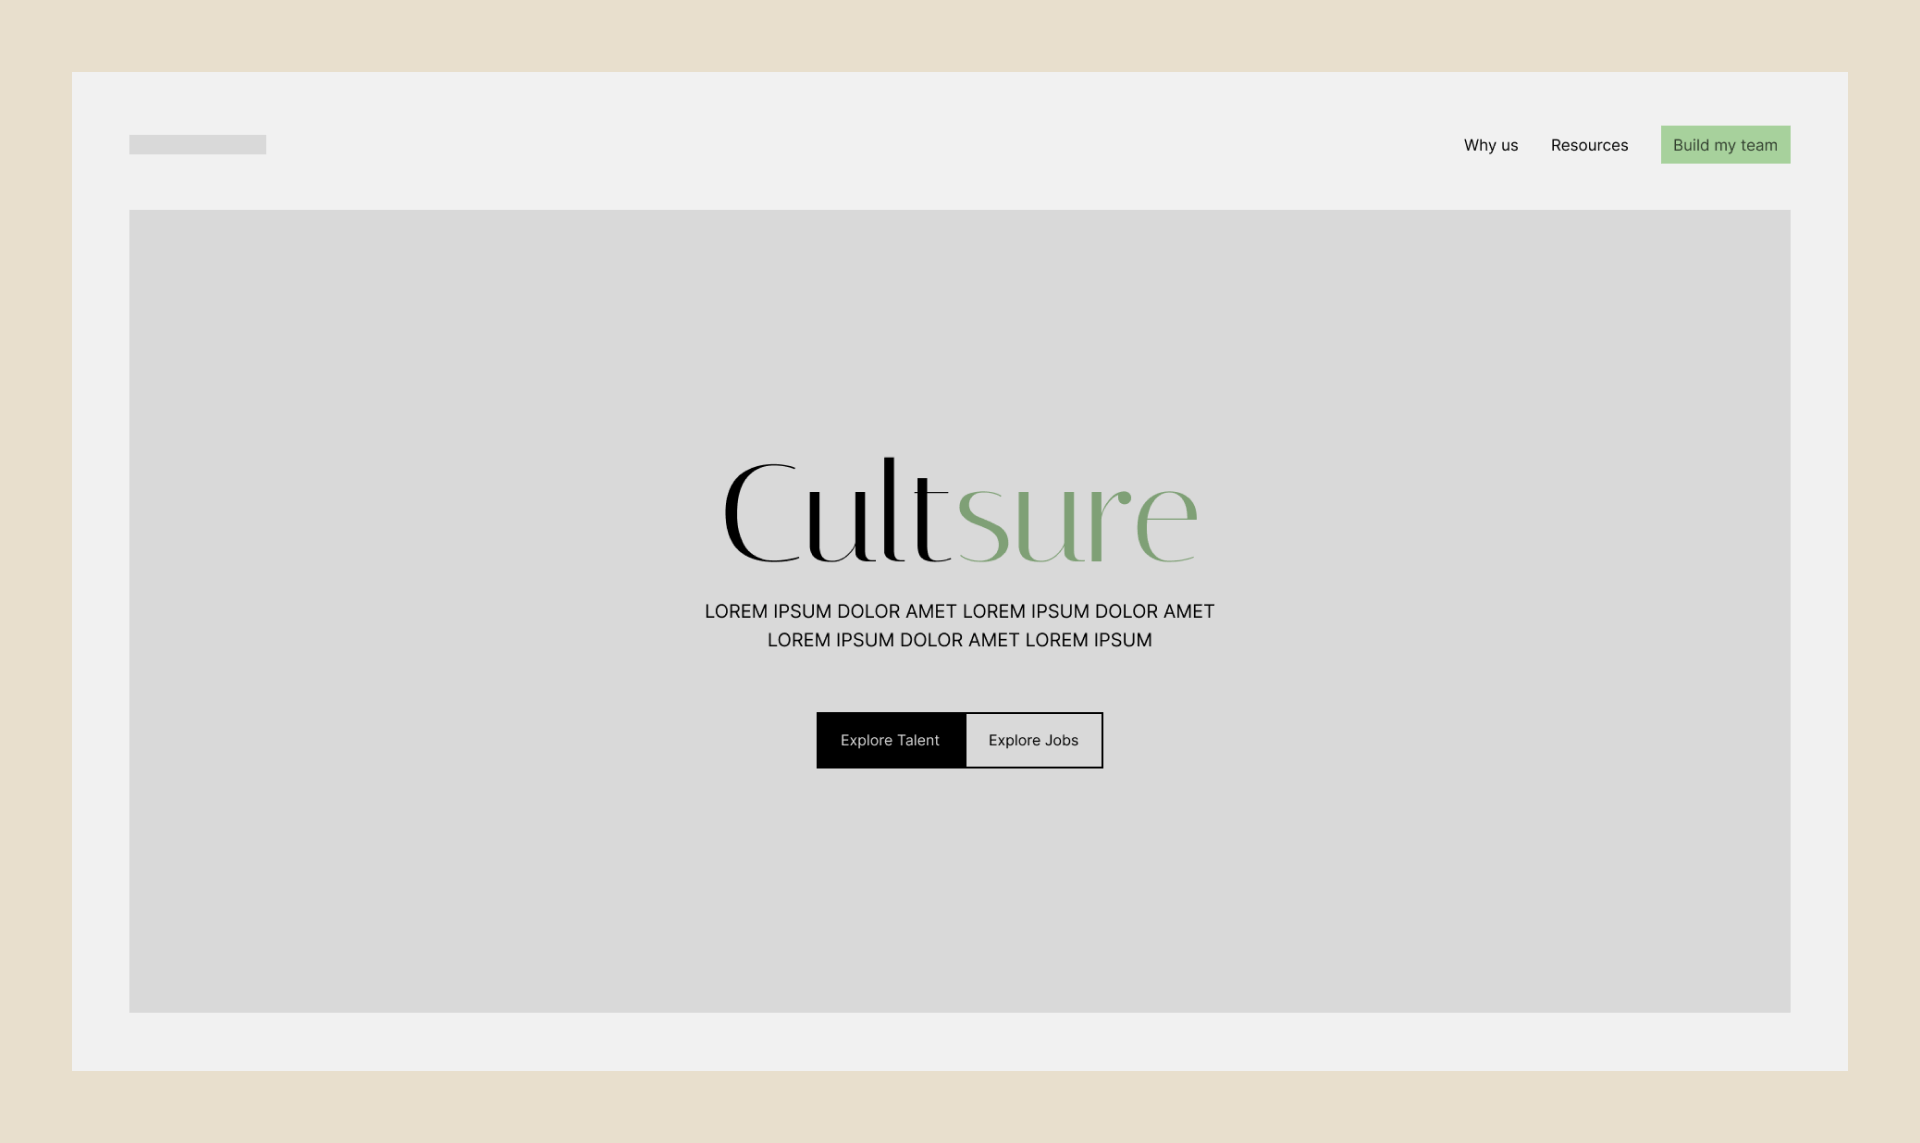 Why us Resources Build my team
Cultsure
LOREM IPSUM DOLOR AMET LOREM IPSUM DOLOR AMET
LOREM IPSUM DOLOR AMET LOREM IPSUM
Explore Talent Explore Jobs